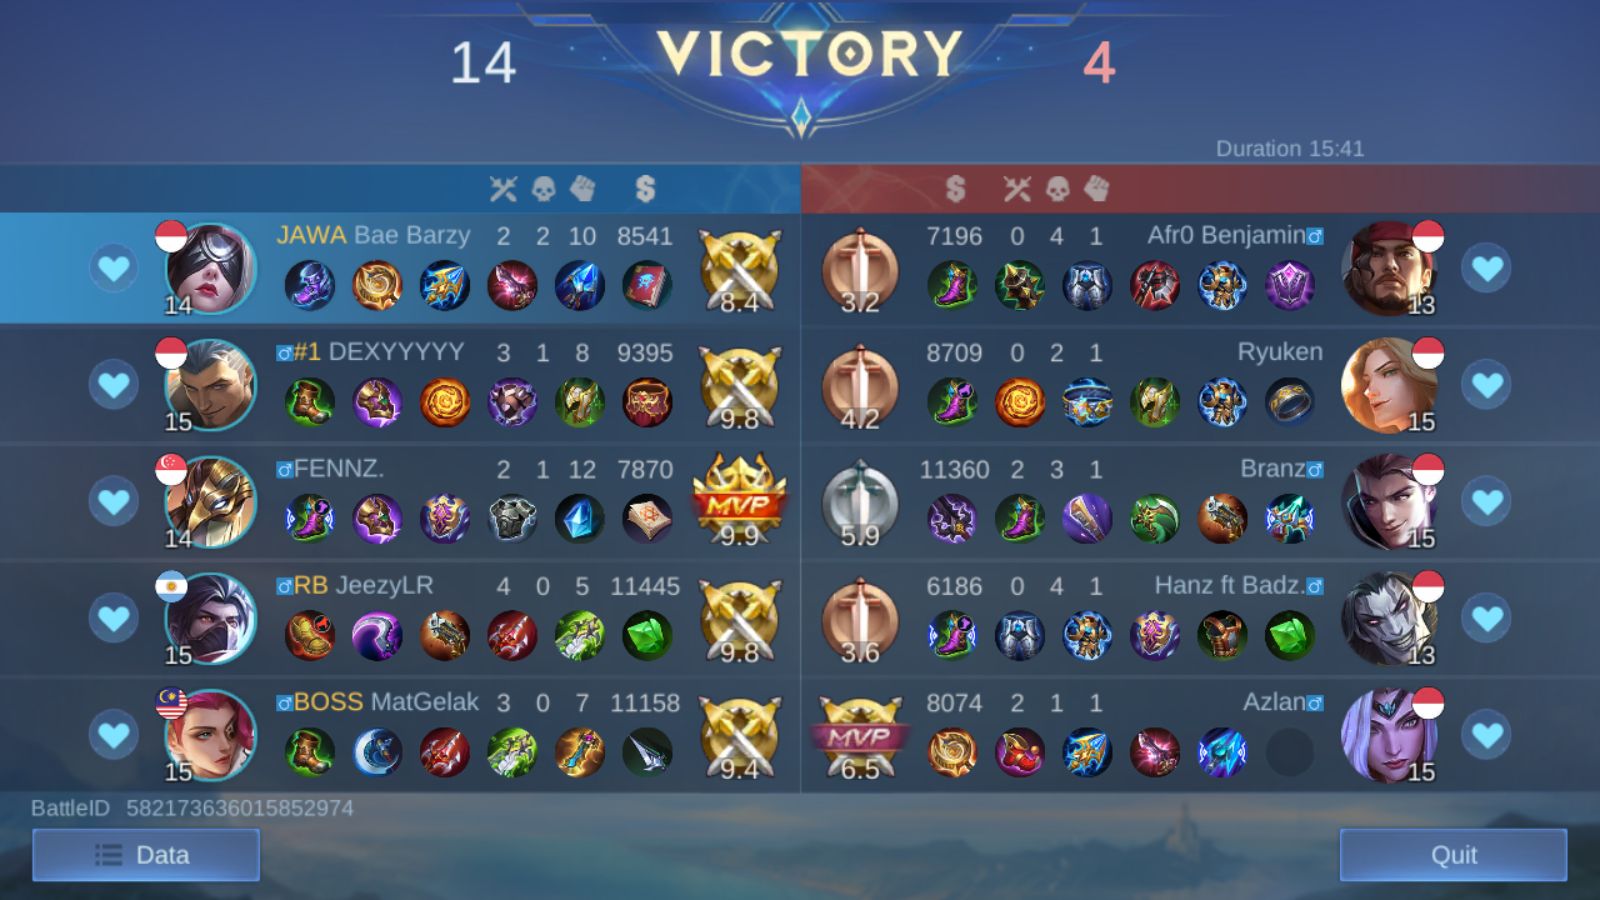 14 VICTORY 4
Duration 15:41
JAWA Bae Barzy 2 2 10 8541 8.4
14
3.2 7196 0 4 1 Afr0 Benjamin
13
#1 DEXYYYYY 3 1 8 9395 9.8
15
4.2 8709 0 2 1 Ryuken
15
FENNZ. 2 1 12 7870 MVP 9.9
14
5.9 11360 2 3 1 Branz
15
RB JeezyLR 4 0 5 11445 9.8
15
3.6 6186 0 4 1 Hanz ft Badz.
13
BOSS MatGelak 3 0 7 11158 9.4
15
MVP 6.5 8074 2 1 1 Azlan
15
BattleID 582173636015852974
Data
Quit